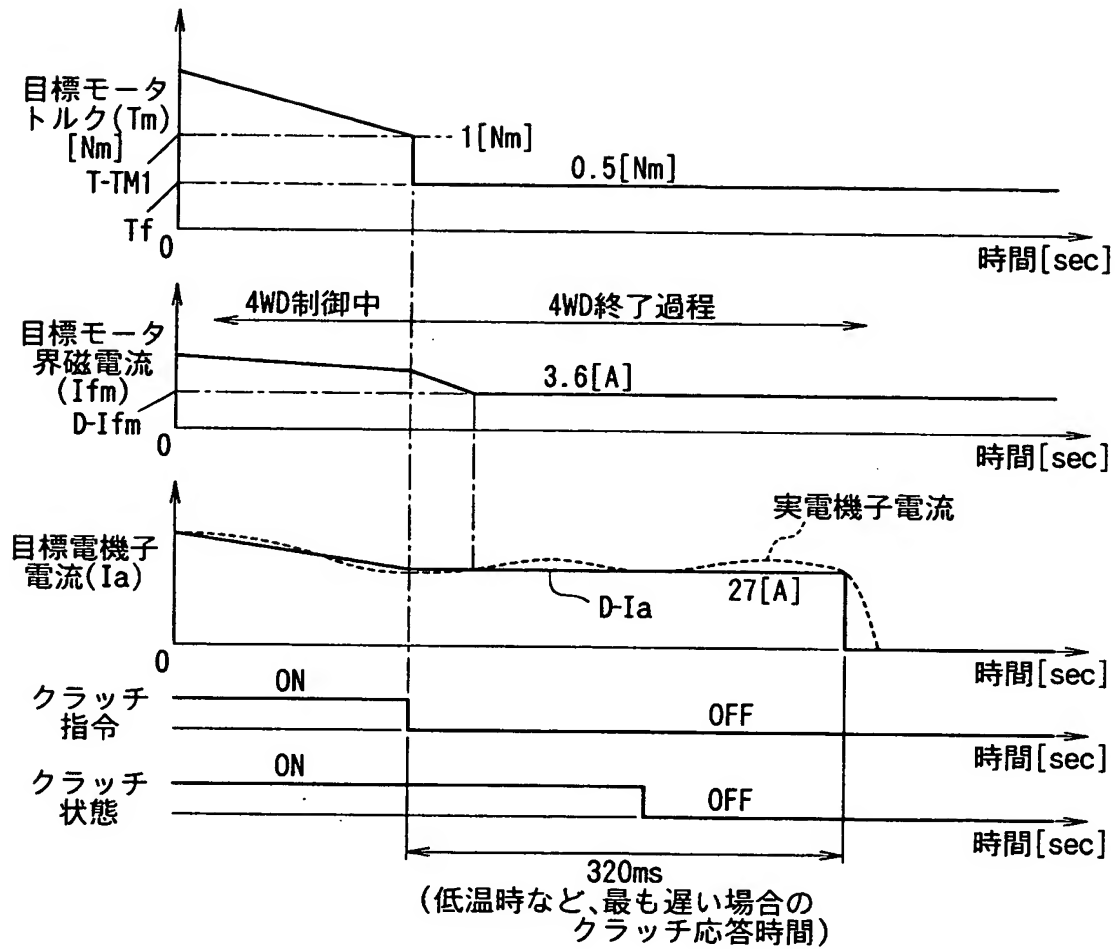 目標モータ
トルク(Tm)
[Nm]
1[Nm]
T-TM1
0.5[Nm]
Tf
0
時間[sec]
4WD制御中
4WD終了過程
目標モータ
界磁電流
(Ifm)
3.6[A]
D-Ifm
0
時間[sec]
実電機子電流
目標電機子
電流(Ia)
D-Ia
27[A]
0
時間[sec]
クラッチ
指令
ON
OFF
時間[sec]
クラッチ
状態
ON
OFF
時間[sec]
320ms
(低温時など、最も遅い場合の
クラッチ応答時間)